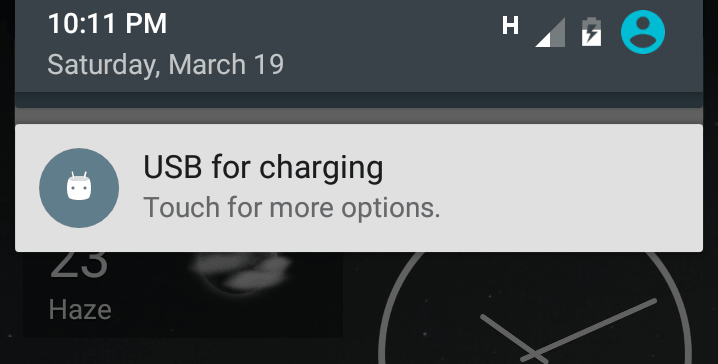 10:11 PM
H
Saturday, March 19
USB for charging
Touch for more options.
23
Haze